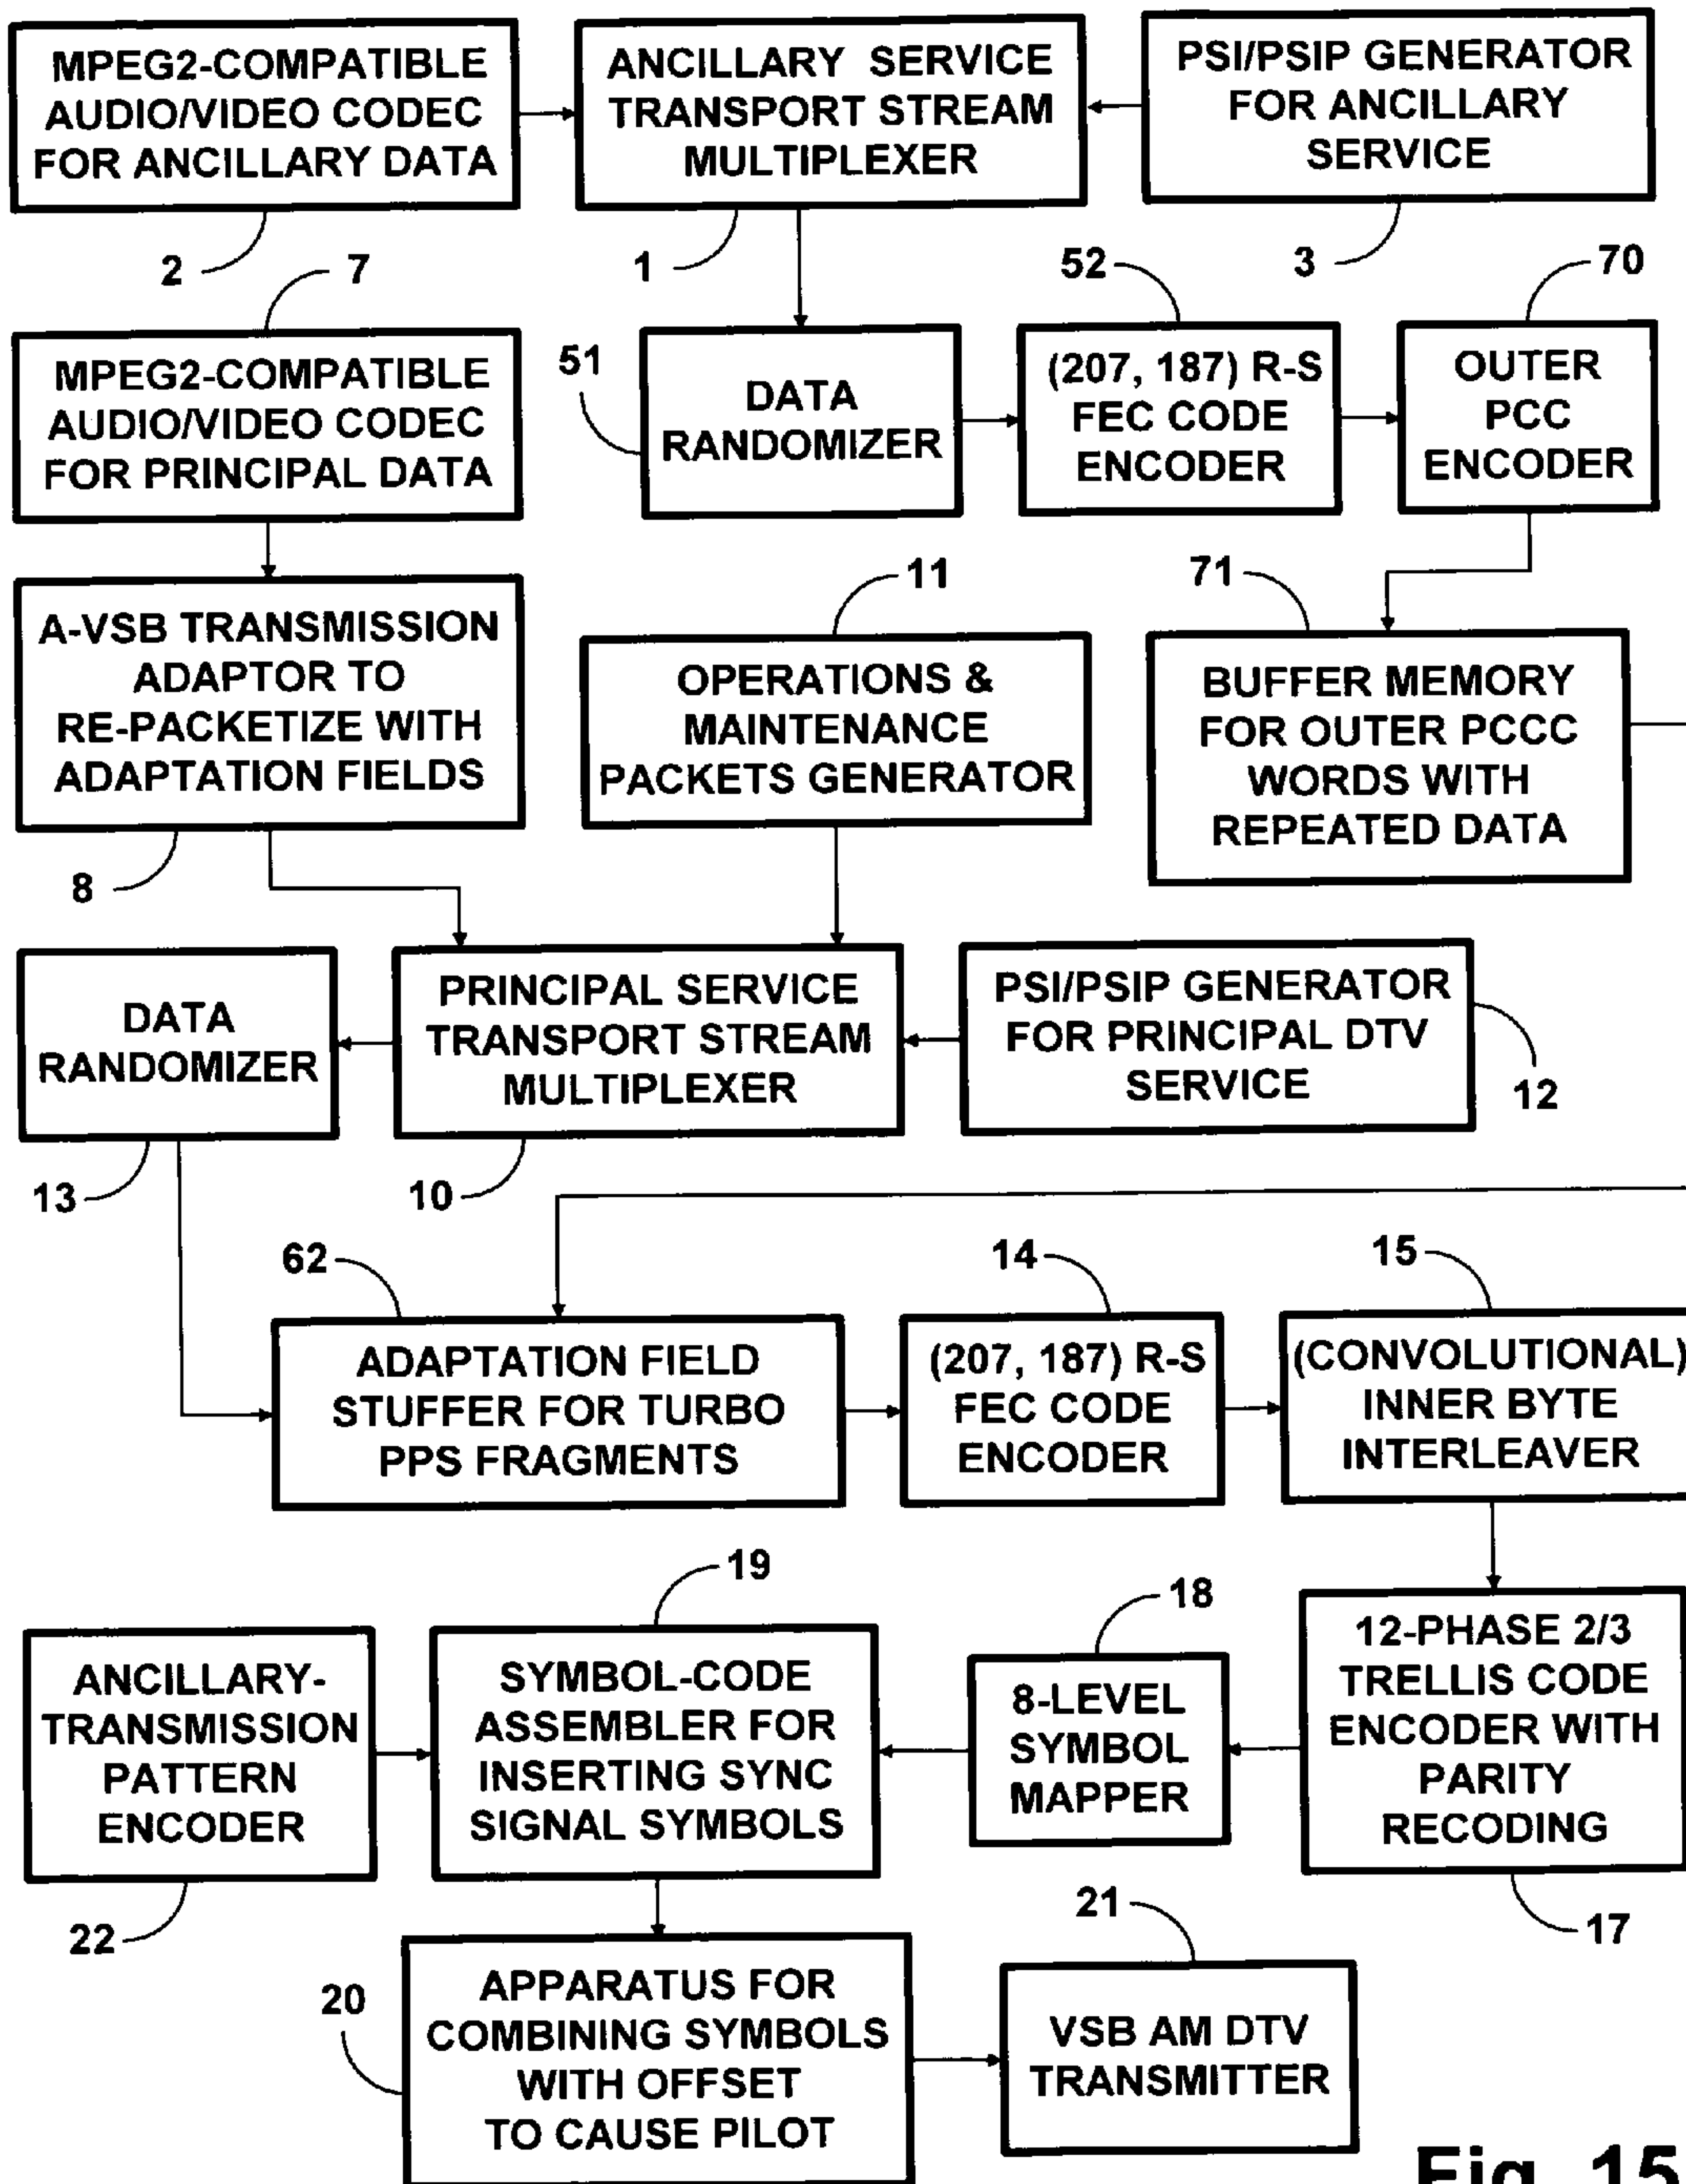 MPEG2-COMPATIBLE
AUDIO/VIDEO CODEC
FOR ANCILLARY DATA
2
ANCILLARY SERVICE
TRANSPORT STREAM
MULTIPLEXER
1
PSI/PSIP GENERATOR
FOR ANCILLARY
SERVICE
3
7
MPEG2-COMPATIBLE
AUDIO/VIDEO CODEC
FOR PRINCIPAL DATA
51
DATA
RANDOMIZER
52
(207, 187) R-S
FEC CODE
ENCODER
70
OUTER
PCC
ENCODER
A-VSB TRANSMISSION
ADAPTOR TO
RE-PACKETIZE WITH
ADAPTATION FIELDS
8
11
OPERATIONS &
MAINTENANCE
PACKETS GENERATOR
71
BUFFER MEMORY
FOR OUTER PCCC
WORDS WITH
REPEATED DATA
DATA
RANDOMIZER
13
PRINCIPAL SERVICE
TRANSPORT STREAM
MULTIPLEXER
10
PSI/PSIP GENERATOR
FOR PRINCIPAL DTV
SERVICE
12
62
ADAPTATION FIELD
STUFFER FOR TURBO
PPS FRAGMENTS
14
(207, 187) R-S
FEC CODE
ENCODER
15
(CONVOLUTIONAL)
INNER BYTE
INTERLEAVER
ANCILLARY-
TRANSMISSION
PATTERN
ENCODER
22
19
SYMBOL-CODE
ASSEMBLER FOR
INSERTING SYNC
SIGNAL SYMBOLS
18
8-LEVEL
SYMBOL
MAPPER
12-PHASE 2/3
TRELLIS CODE
ENCODER WITH
PARITY
RECODING
17
20
APPARATUS FOR
COMBINING SYMBOLS
WITH OFFSET
TO CAUSE PILOT
21
VSB AM DTV
TRANSMITTER
Fig. 15